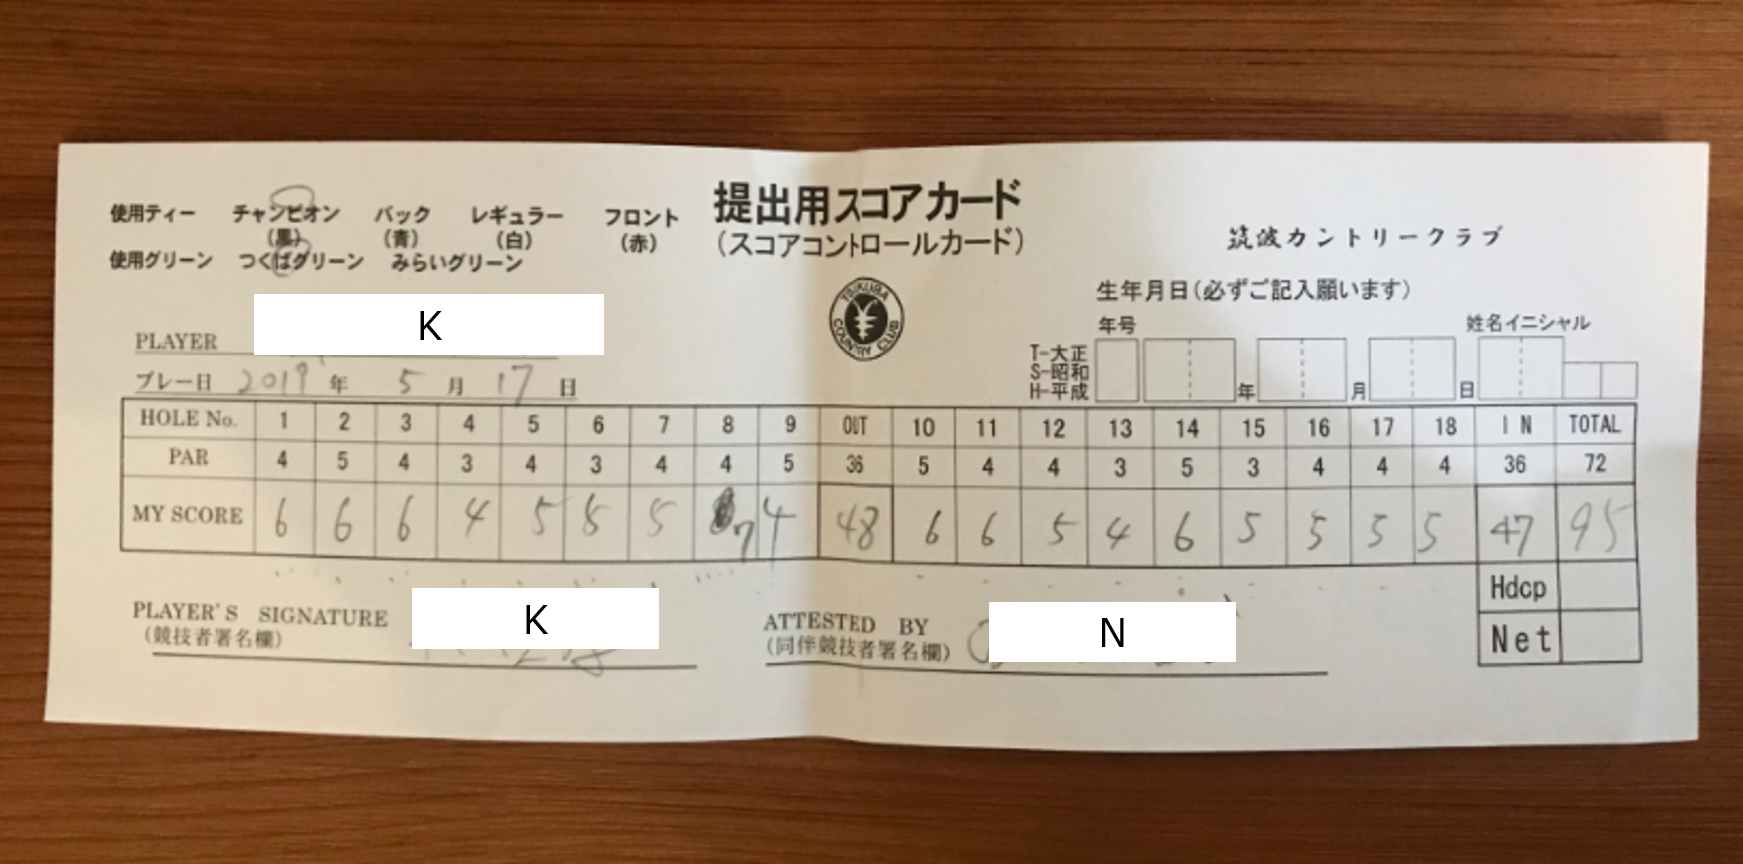 提出用スコアカード
(スコアコントロールカード)
使用ティー チャンピオン(黒) バック(青) レギュラー(白) フロント(赤)
使用グリーン つくばグリーン みらいグリーン
筑波カントリークラブ
TSUKUBA COUNTRY CLUB
生年月日(必ずご記入願います)
年号 姓名イニシャル
T-大正
S-昭和
H-平成 年 月 日
PLAYER K
プレー日 2019年 5月 17日
HOLE No. 1 2 3 4 5 6 7 8 9 OUT 10 11 12 13 14 15 16 17 18 IN TOTAL
PAR 4 5 4 3 4 3 4 4 5 36 5 4 4 3 5 3 4 4 4 36 72
MY SCORE 6 6 6 4 5 5 5 7 4 48 6 6 5 4 6 5 5 5 5 47 95
Hdcp
Net
PLAYER'S SIGNATURE K
(競技者署名欄)
ATTESTED BY N
(同伴競技者署名欄)